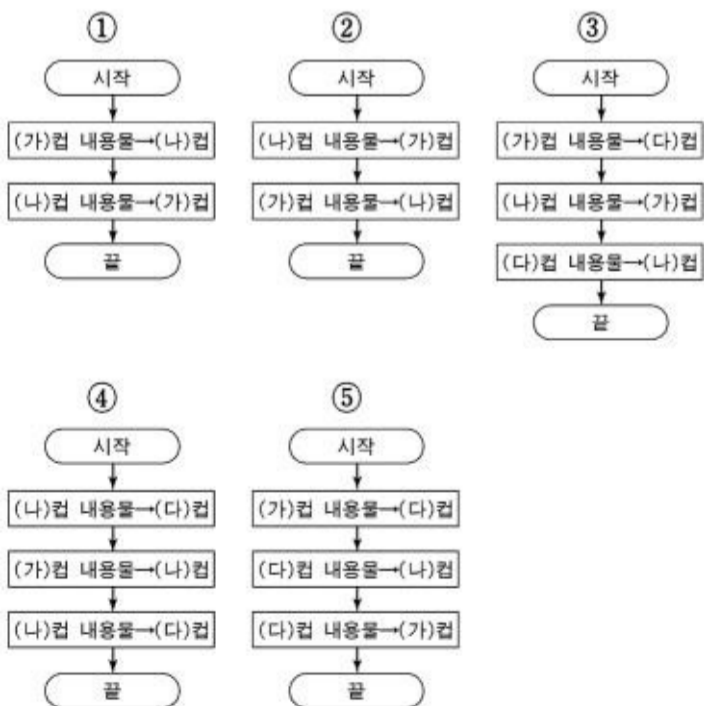 ① ② ③
시작 시작 시작
(가)컵 내용물→(나)컵 (나)컵 내용물→(가)컵 (가)컵 내용물→(다)컵
(나)컵 내용물→(가)컵 (가)컵 내용물→(나)컵 (나)컵 내용물→(가)컵
끝 끝 (다)컵 내용물→(나)컵
끝
④ ⑤
시작 시작
(나)컵 내용물→(다)컵 (가)컵 내용물→(다)컵
(가)컵 내용물→(나)컵 (다)컵 내용물→(나)컵
(나)컵 내용물→(다)컵 (다)컵 내용물→(가)컵
끝 끝